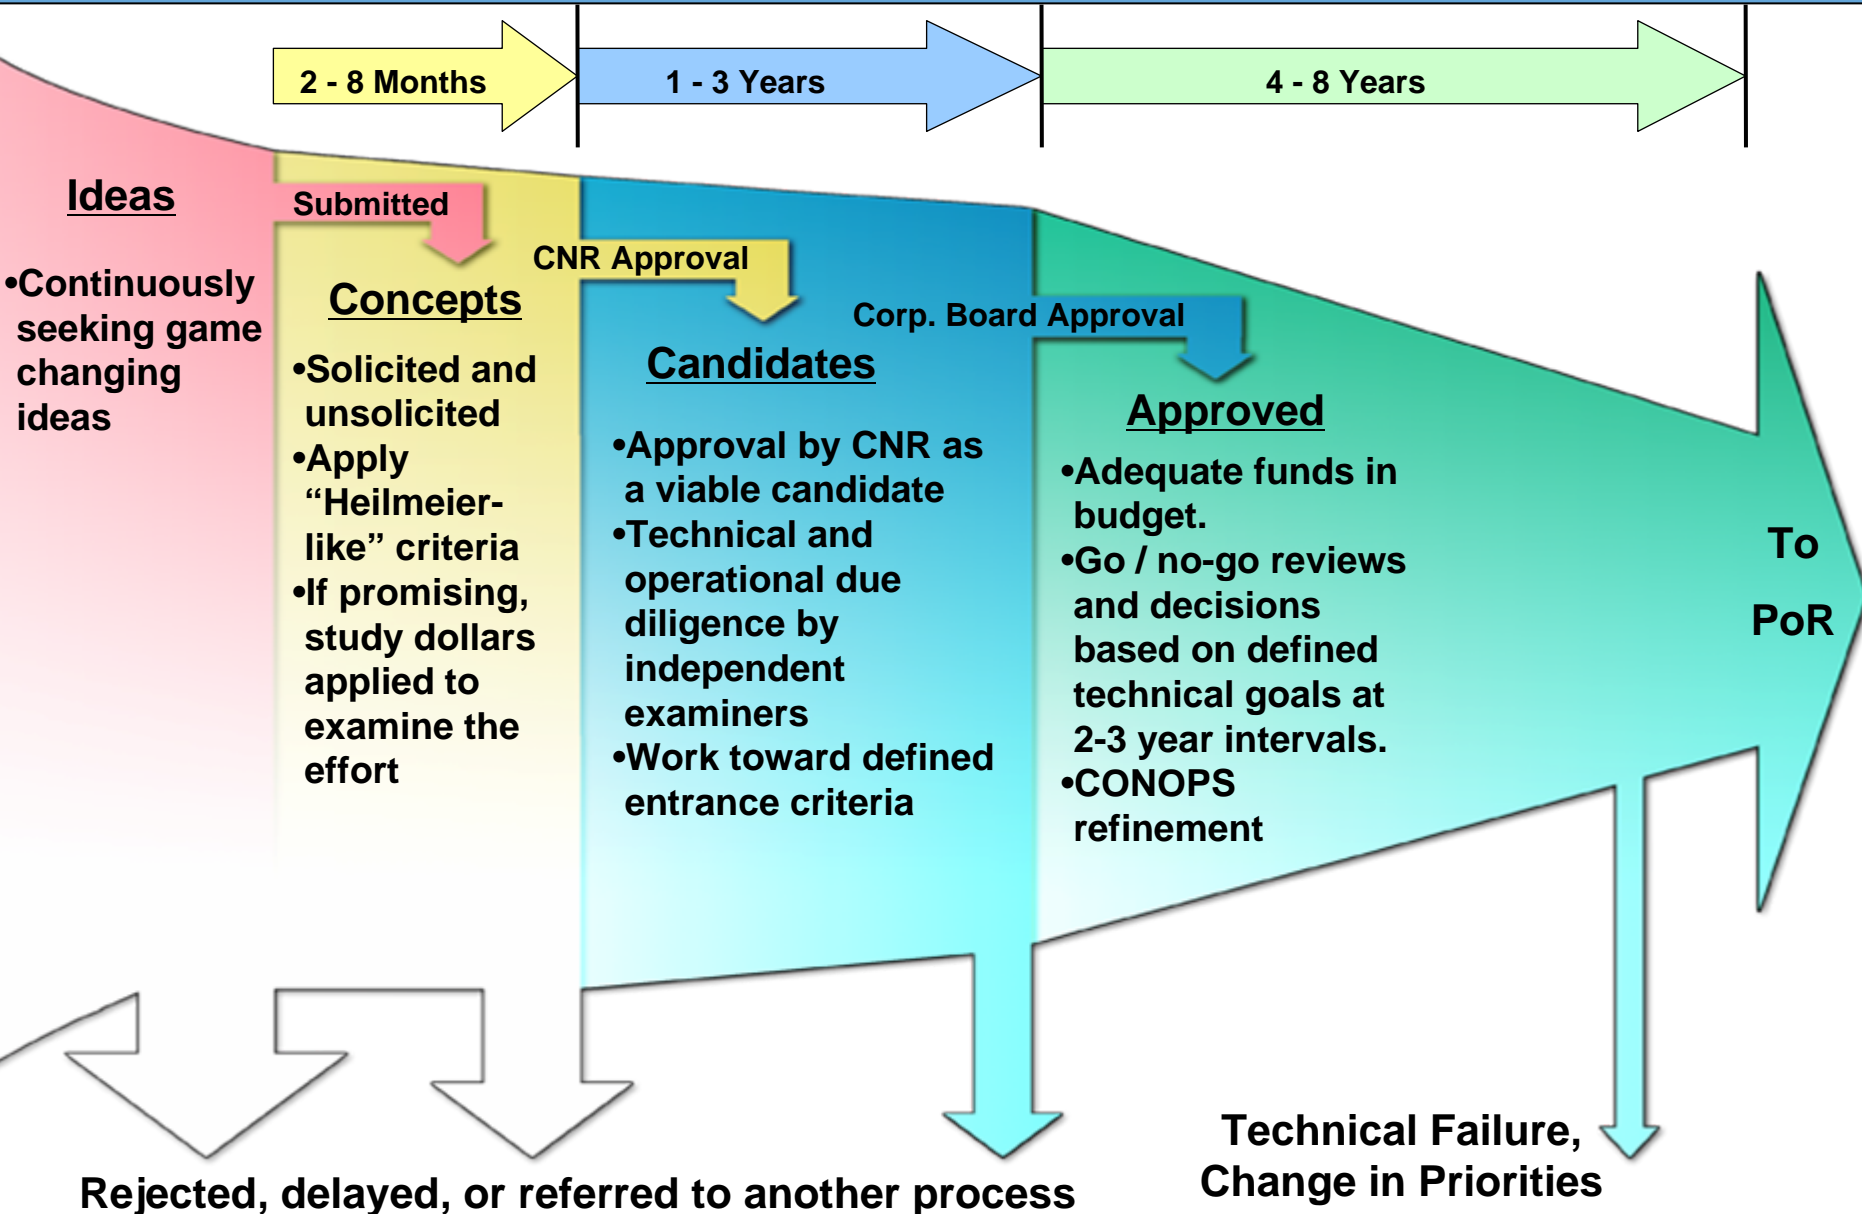 2 - 8 Months
1 - 3 Years
4 - 8 Years
Ideas
•Continuously
seeking game
changing
ideas
Submitted
Concepts
•Solicited and
unsolicited
•Apply
“Heilmeier-
like” criteria
•If promising,
study dollars
applied to
examine the
effort
CNR Approval
Candidates
•Approval by CNR as
a viable candidate
•Technical and
operational due
diligence by
independent
examiners
•Work toward defined
entrance criteria
Corp. Board Approval
Approved
•Adequate funds in
budget.
•Go / no-go reviews
and decisions
based on defined
technical goals at
2-3 year intervals.
•CONOPS
refinement
To
PoR
Rejected, delayed, or referred to another process
Technical Failure,
Change in Priorities